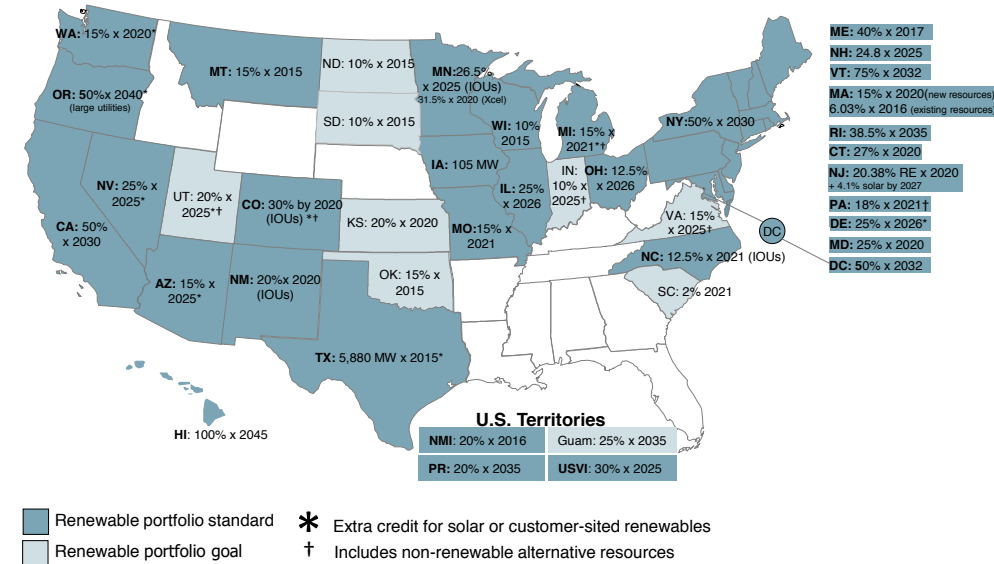 WA: 15% x 2020*
OR: 50%x 2040*
(large utilities)
MT: 15% x 2015
ND: 10% x 2015
SD: 10% x 2015
MN:26.5%
x 2025 (IOUs)
31.5% x 2020 (Xcel)
WI: 10%
2015
MI: 15% x
2021*†
NY:50% x 2030
IA: 105 MW
IL: 25%
x 2026
IN:
10% x
2025†
OH: 12.5%
x 2026
NV: 25% x
2025*
UT: 20% x
2025*†
CO: 30% by 2020
(IOUs) *†
KS: 20% x 2020
MO:15% x
2021
VA: 15%
x 2025†
DC
CA: 50%
x 2030
AZ: 15% x
2025*
NM: 20%x 2020
(IOUs)
OK: 15% x
2015
NC: 12.5% x 2021 (IOUs)
SC: 2% 2021
TX: 5,880 MW x 2015*
HI: 100% x 2045
ME: 40% x 2017
NH: 24.8 x 2025
VT: 75% x 2032
MA: 15% x 2020(new resources)
6.03% x 2016 (existing resources)
RI: 38.5% x 2035
CT: 27% x 2020
NJ: 20.38% RE x 2020
+ 4.1% solar by 2027
PA: 18% x 2021†
DE: 25% x 2026*
MD: 25% x 2020
DC: 50% x 2032
U.S. Territories
NMI: 20% x 2016
Guam: 25% x 2035
PR: 20% x 2035
USVI: 30% x 2025
Renewable portfolio standard
Renewable portfolio goal
* Extra credit for solar or customer-sited renewables
† Includes non-renewable alternative resources